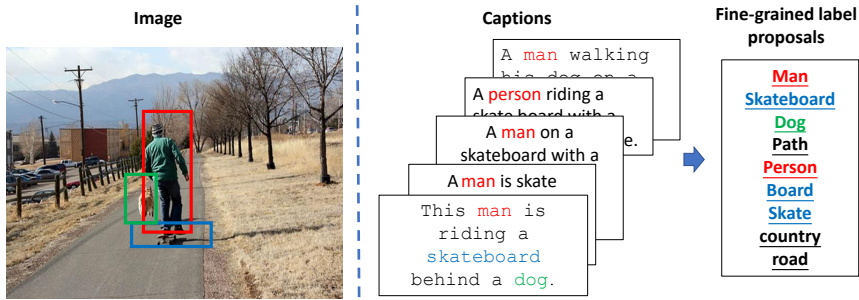 Image
Captions
Fine-grained label
proposals
A man walking
his dog on a
A person riding a
skate board with a
e.
A man on a
skateboard with a
A man is skate
This man is
riding a
skateboard
behind a dog.
Man
Skateboard
Dog
Path
Person
Board
Skate
country
road